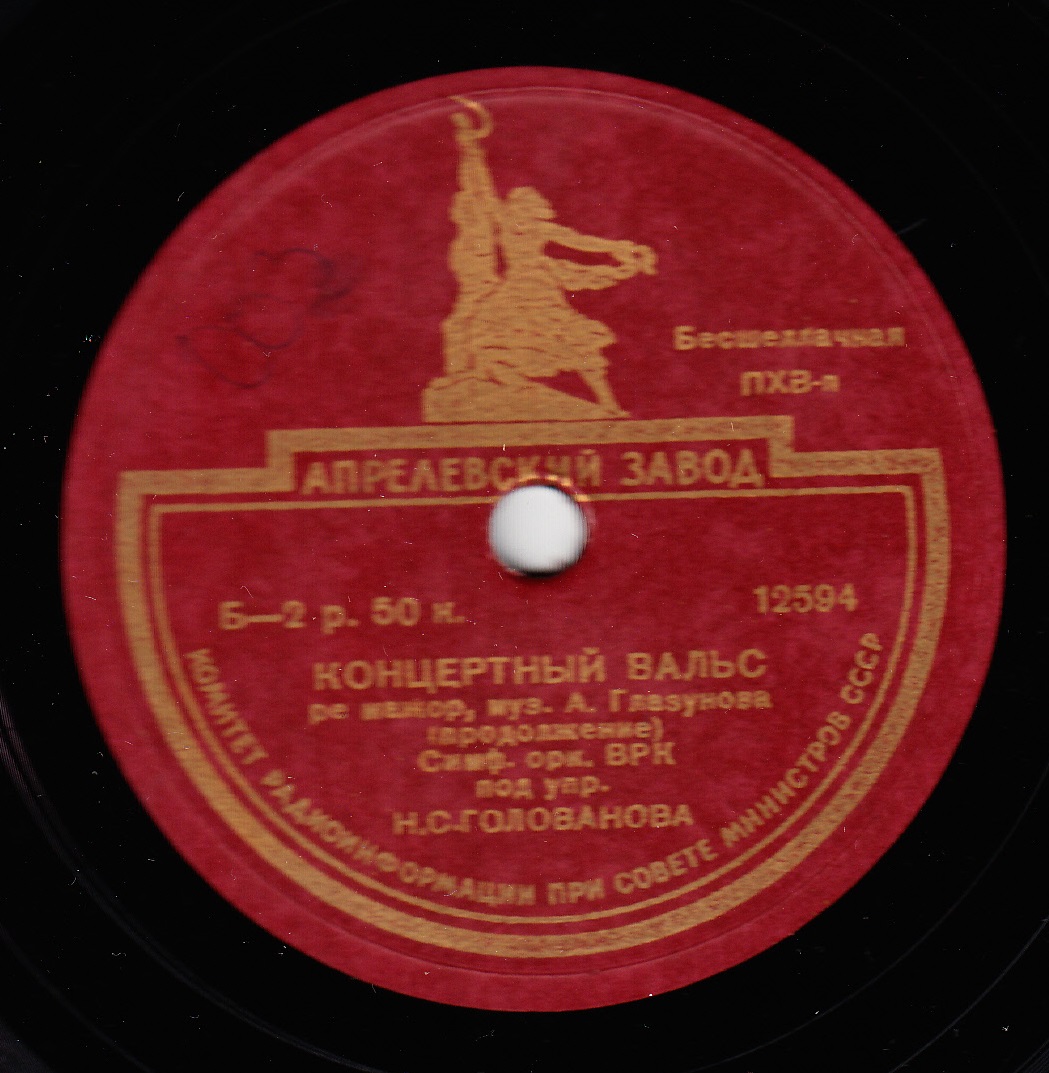 Бесшеллачная
ПХВ-п
АПРЕЛЕВСКИЙ ЗАВОД
Б—2 р. 50 к.
12594
КОНЦЕРТНЫЙ ВАЛЬС
ре мажор, муз. А. Глазунова
(продолжение)
Симф. орк. ВРК
под упр.
Н.С.ГОЛОВАНОВА
КОМИТЕТ РАДИОИНФОРМАЦИИ ПРИ СОВЕТЕ МИНИСТРОВ СССР